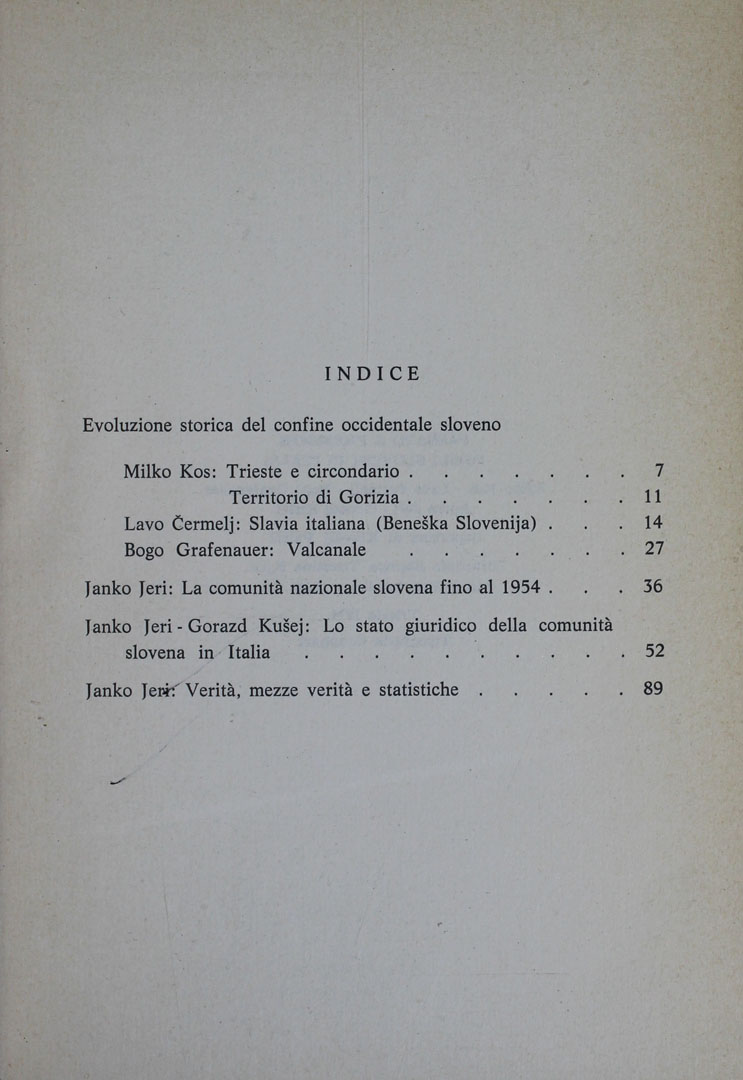 INDICE
Evoluzione storica del confine occidentale sloveno
Milko Kos: Trieste e circondario . . . . . . . 7
Territorio di Gorizia . . . . . . . 11
Lavo Čermelj: Slavia italiana (Beneška Slovenija) . . . 14
Bogo Grafenauer: Valcanale . . . . . . . 27
Janko Jeri: La comunità nazionale slovena fino al 1954 . . . 36
Janko Jeri - Gorazd Kušej: Lo stato giuridico della comunità
slovena in Italia . . . . . . . . . . 52
Janko Jeri: Verità, mezze verità e statistiche . . . . . 89